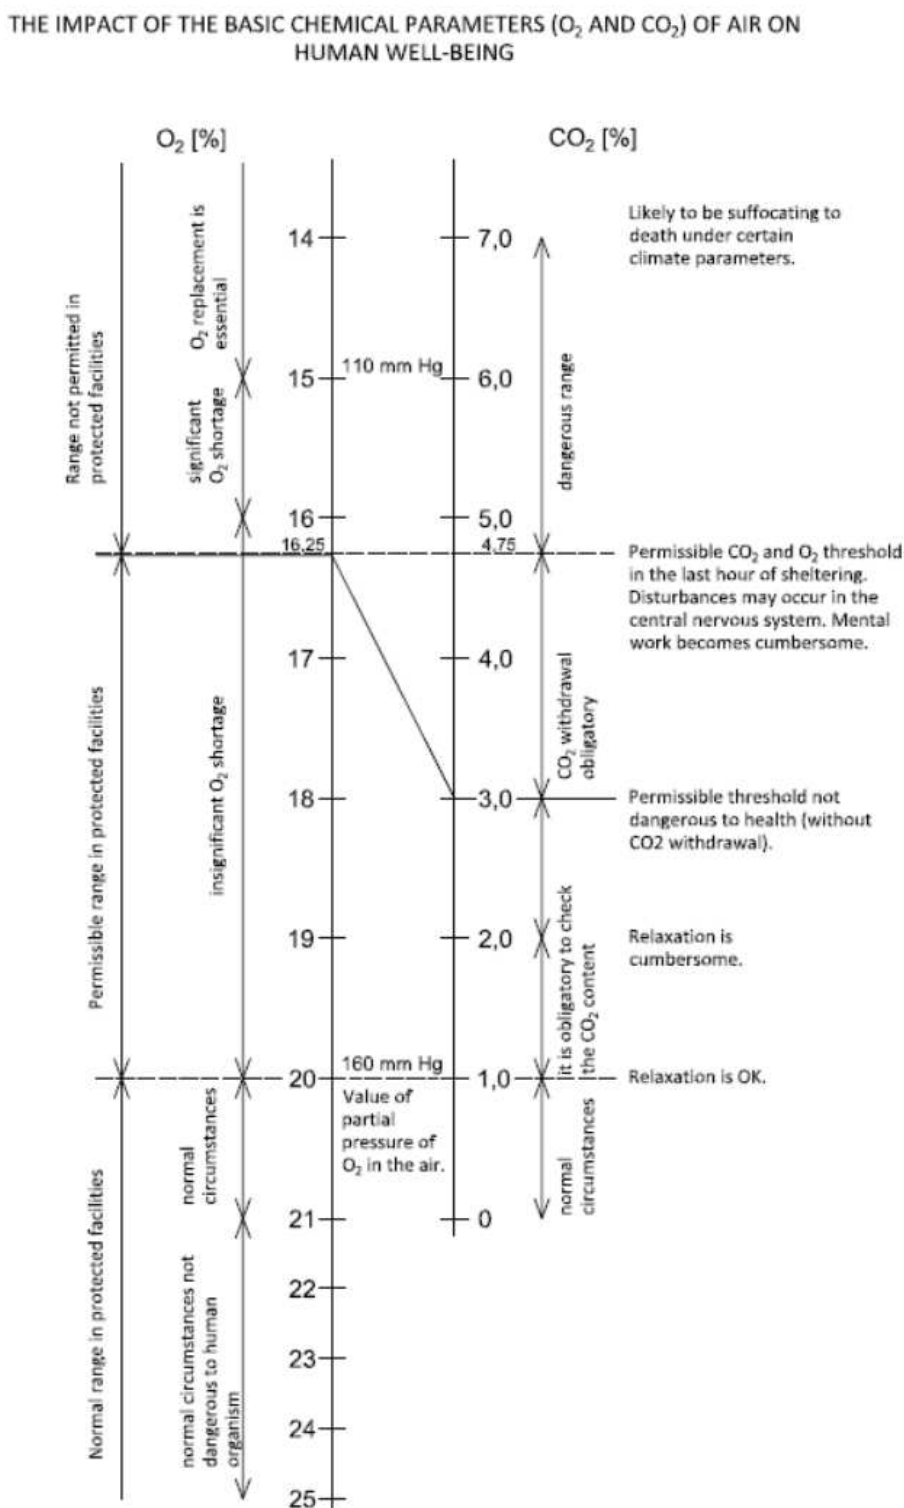 THE IMPACT OF THE BASIC CHEMICAL PARAMETERS (O₂ AND CO₂) OF AIR ON
HUMAN WELL-BEING
O₂ [%]
CO₂ [%]
Range not permitted in
protected facilities
Permissible range in protected facilities
Normal range in protected facilities
O₂ replacement is
essential
significant
O₂ shortage
insignificant O₂ shortage
normal
circumstances
normal circumstances not
dangerous to human
organism
14
15
16
16,25
17
18
19
20
21
22
23
24
25
110 mm Hg
160 mm Hg
Value of
partial
pressure of
O₂ in the air.
7,0
6,0
5,0
4,75
4,0
3,0
2,0
1,0
0
dangerous range
CO₂ withdrawal
obligatory
it is obligatory to check
the CO₂ content
normal
circumstances
Likely to be suffocating to
death under certain
climate parameters.
Permissible CO₂ and O₂ threshold
in the last hour of sheltering.
Disturbances may occur in the
central nervous system. Mental
work becomes cumbersome.
Permissible threshold not
dangerous to health (without
CO2 withdrawal).
Relaxation is
cumbersome.
Relaxation is OK.